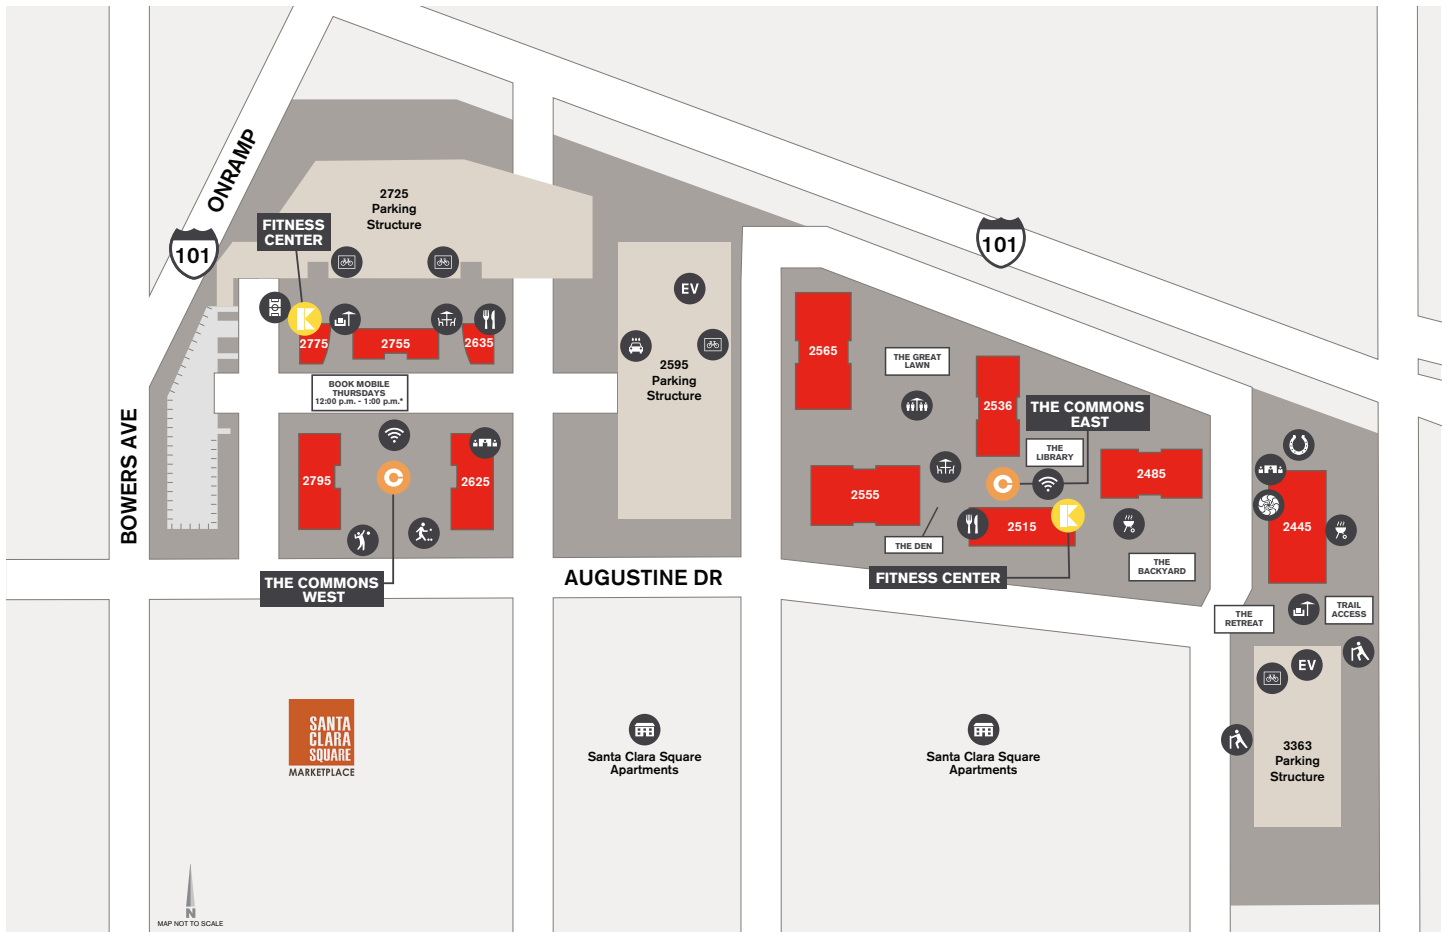 ONRAMP
101
2725
Parking
Structure
FITNESS
CENTER
101
EV
2775
2755
2635
2595
Parking
Structure
2565
THE GREAT
LAWN
2536
THE COMMONS
EAST
BOOK MOBILE
THURSDAYS
12:00 p.m. - 1:00 p.m.*
BOWERS AVE
2795
2625
THE
LIBRARY
2485
2555
2515
2445
THE DEN
THE
BACKYARD
FITNESS CENTER
THE COMMONS
WEST
AUGUSTINE DR
THE
RETREAT
TRAIL
ACCESS
EV
SANTA
CLARA
SQUARE
MARKETPLACE
Santa Clara Square
Apartments
Santa Clara Square
Apartments
3363
Parking
Structure
N
MAP NOT TO SCALE